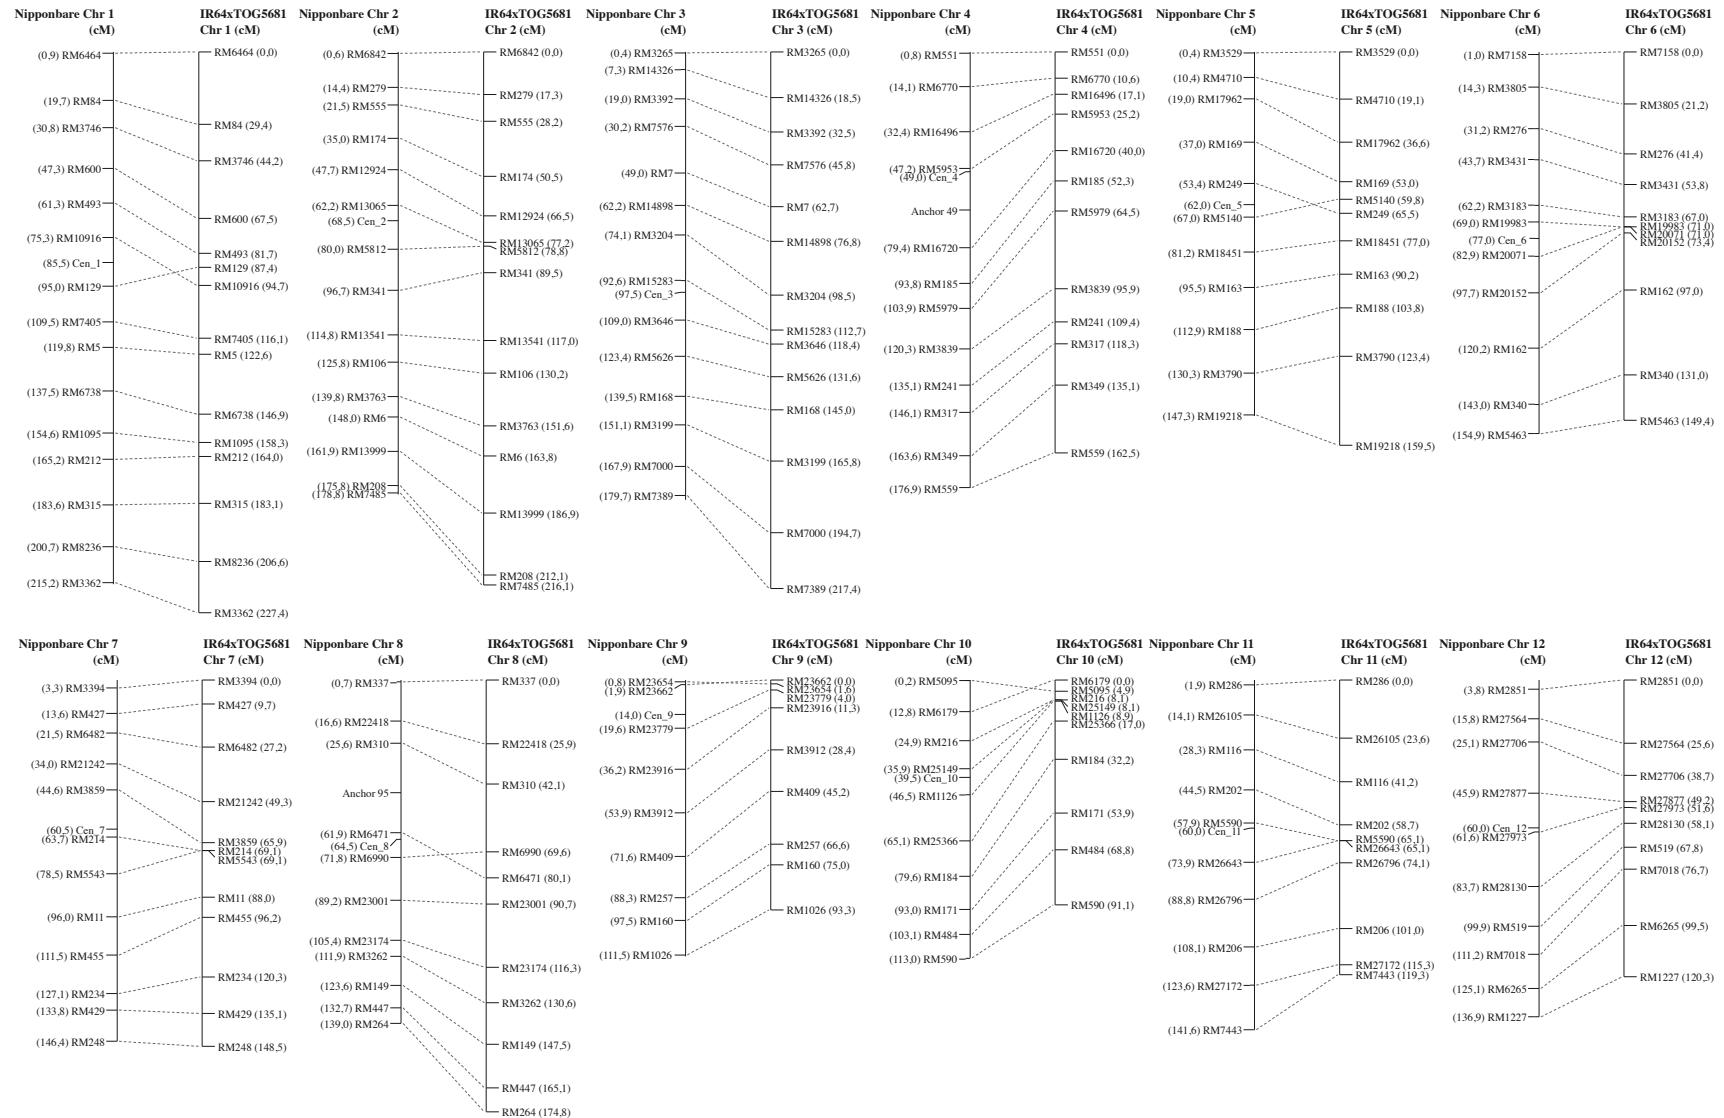 Nipponbare Chr 1
(cM)
(0,9) RM6464
(19,7) RM84
(30,8) RM3746
(47,3) RM600
(61,3) RM493
(75,3) RM10916
(85,5) Cen_1
(95,0) RM129
(109,5) RM7405
(119,8) RM5
(137,5) RM6738
(154,6) RM1095
(165,2) RM212
(183,6) RM315
(200,7) RM8236
(215,2) RM3362
IR64xTOG5681
Chr 1 (cM)
RM6464 (0,0)
RM84 (29,4)
RM3746 (44,2)
RM600 (67,5)
RM493 (81,7)
RM129 (87,4)
RM10916 (94,7)
RM7405 (116,1)
RM5 (122,6)
RM6738 (146,9)
RM1095 (158,3)
RM212 (164,0)
RM315 (183,1)
RM8236 (206,6)
RM3362 (227,4)
Nipponbare Chr 2
(cM)
(0,6) RM6842
(14,4) RM279
(21,5) RM555
(35,0) RM174
(47,7) RM12924
(62,2) RM13065
(68,5) Cen_2
(80,0) RM5812
(96,7) RM341
(114,8) RM13541
(125,8) RM106
(139,8) RM3763
(148,0) RM6
(161,9) RM13999
(175,8) RM208
(178,8) RM7485
IR64xTOG5681
Chr 2 (cM)
RM6842 (0,0)
RM279 (17,3)
RM555 (28,2)
RM174 (50,5)
RM12924 (66,5)
RM13065 (77,2)
RM5812 (78,8)
RM341 (89,5)
RM13541 (117,0)
RM106 (130,2)
RM3763 (151,6)
RM6 (163,8)
RM13999 (186,9)
RM208 (212,1)
RM7485 (216,1)
Nipponbare Chr 3
(cM)
(0,4) RM3265
(7,3) RM14326
(19,0) RM3392
(30,2) RM7576
(49,0) RM7
(62,2) RM14898
(74,1) RM3204
(92,6) RM15283
(97,5) Cen_3
(109,0) RM3646
(123,4) RM5626
(139,5) RM168
(151,1) RM3199
(167,9) RM7000
(179,7) RM7389
IR64xTOG5681
Chr 3 (cM)
RM3265 (0,0)
RM14326 (18,5)
RM3392 (32,5)
RM7576 (45,8)
RM7 (62,7)
RM14898 (76,8)
RM3204 (98,5)
RM15283 (112,7)
RM3646 (118,4)
RM5626 (131,6)
RM168 (145,0)
RM3199 (165,8)
RM7000 (194,7)
RM7389 (217,4)
Nipponbare Chr 4
(cM)
(0,8) RM551
(14,1) RM6770
(32,4) RM16496
(47,2) RM5953
(49,0) Cen_4
Anchor 49
(79,4) RM16720
(93,8) RM185
(103,9) RM5979
(120,3) RM3839
(135,1) RM241
(146,1) RM317
(163,6) RM349
(176,9) RM559
IR64xTOG5681
Chr 4 (cM)
RM551 (0,0)
RM6770 (10,6)
RM16496 (17,1)
RM5953 (25,2)
RM16720 (40,0)
RM185 (52,3)
RM5979 (64,5)
RM3839 (95,9)
RM241 (109,4)
RM317 (118,3)
RM349 (135,1)
RM559 (162,5)
Nipponbare Chr 5
(cM)
(0,4) RM3529
(10,4) RM4710
(19,0) RM17962
(37,0) RM169
(53,4) RM249
(62,0) Cen_5
(67,0) RM5140
(81,2) RM18451
(95,5) RM163
(112,9) RM188
(130,3) RM3790
(147,3) RM19218
IR64xTOG5681
Chr 5 (cM)
RM3529 (0,0)
RM4710 (19,1)
RM17962 (36,6)
RM169 (53,0)
RM5140 (59,8)
RM249 (65,5)
RM18451 (77,0)
RM163 (90,2)
RM188 (103,8)
RM3790 (123,4)
RM19218 (159,5)
Nipponbare Chr 6
(cM)
(1,0) RM7158
(14,3) RM3805
(31,2) RM276
(43,7) RM3431
(62,2) RM3183
(69,0) RM19983
(77,0) Cen_6
(82,9) RM20071
(97,7) RM20152
(120,2) RM162
(143,0) RM340
(154,9) RM5463
IR64xTOG5681
Chr 6 (cM)
RM7158 (0,0)
RM3805 (21,2)
RM276 (41,4)
RM3431 (53,8)
RM3183 (67,0)
RM19983 (71,0)
RM20071 (71,0)
RM20152 (73,4)
RM162 (97,0)
RM340 (131,0)
RM5463 (149,4)
Nipponbare Chr 7
(cM)
(3,3) RM3394
(13,6) RM427
(21,5) RM6482
(34,0) RM21242
(44,6) RM3859
(60,5) Cen_7
(63,7) RM214
(78,5) RM5543
(96,0) RM11
(111,5) RM455
(127,1) RM234
(133,8) RM429
(146,4) RM248
IR64xTOG5681
Chr 7 (cM)
RM3394 (0,0)
RM427 (9,7)
RM6482 (27,2)
RM21242 (49,3)
RM3859 (65,9)
RM214 (69,1)
RM5543 (69,1)
RM11 (88,0)
RM455 (96,2)
RM234 (120,3)
RM429 (135,1)
RM248 (148,5)
Nipponbare Chr 8
(cM)
(0,7) RM337
(16,6) RM22418
(25,6) RM310
Anchor 95
(61,9) RM6471
(64,5) Cen_8
(71,8) RM6990
(89,2) RM23001
(105,4) RM23174
(111,9) RM3262
(123,6) RM149
(132,7) RM447
(139,0) RM264
IR64xTOG5681
Chr 8 (cM)
RM337 (0,0)
RM22418 (25,9)
RM310 (42,1)
RM6990 (69,6)
RM6471 (80,1)
RM23001 (90,7)
RM23174 (116,3)
RM3262 (130,6)
RM149 (147,5)
RM447 (165,1)
RM264 (174,8)
Nipponbare Chr 9
(cM)
(0,8) RM23654
(1,9) RM23662
(14,0) Cen_9
(19,6) RM23779
(36,2) RM23916
(53,9) RM3912
(71,6) RM409
(88,3) RM257
(97,5) RM160
(111,5) RM1026
IR64xTOG5681
Chr 9 (cM)
RM23662 (0,0)
RM23654 (1,6)
RM23779 (4,0)
RM23916 (11,3)
RM3912 (28,4)
RM409 (45,2)
RM257 (66,6)
RM160 (75,0)
RM1026 (93,3)
Nipponbare Chr 10
(cM)
(0,2) RM5095
(12,8) RM6179
(24,9) RM216
(35,9) RM25149
(39,5) Cen_10
(46,5) RM1126
(65,1) RM25366
(79,6) RM184
(93,0) RM171
(103,1) RM484
(113,0) RM590
IR64xTOG5681
Chr 10 (cM)
RM6179 (0,0)
RM5095 (4,9)
RM216 (8,1)
RM25149 (8,1)
RM1126 (8,9)
RM25366 (17,0)
RM184 (32,2)
RM171 (53,9)
RM484 (68,8)
RM590 (91,1)
Nipponbare Chr 11
(cM)
(1,9) RM286
(14,1) RM26105
(28,3) RM116
(44,5) RM202
(57,9) RM5590
(60,0) Cen_11
(73,9) RM26643
(88,8) RM26796
(108,1) RM206
(123,6) RM27172
(141,6) RM7443
IR64xTOG5681
Chr 11 (cM)
RM286 (0,0)
RM26105 (23,6)
RM116 (41,2)
RM202 (58,7)
RM5590 (65,1)
RM26643 (65,1)
RM26796 (74,1)
RM206 (101,0)
RM27172 (115,3)
RM7443 (119,3)
Nipponbare Chr 12
(cM)
(3,8) RM2851
(15,8) RM27564
(25,1) RM27706
(45,9) RM27877
(60,0) Cen_12
(61,6) RM27973
(83,7) RM28130
(99,9) RM519
(111,2) RM7018
(125,1) RM6265
(136,9) RM1227
IR64xTOG5681
Chr 12 (cM)
RM2851 (0,0)
RM27564 (25,6)
RM27706 (38,7)
RM27877 (49,2)
RM27973 (51,6)
RM28130 (58,1)
RM519 (67,8)
RM7018 (76,7)
RM6265 (99,5)
RM1227 (120,3)